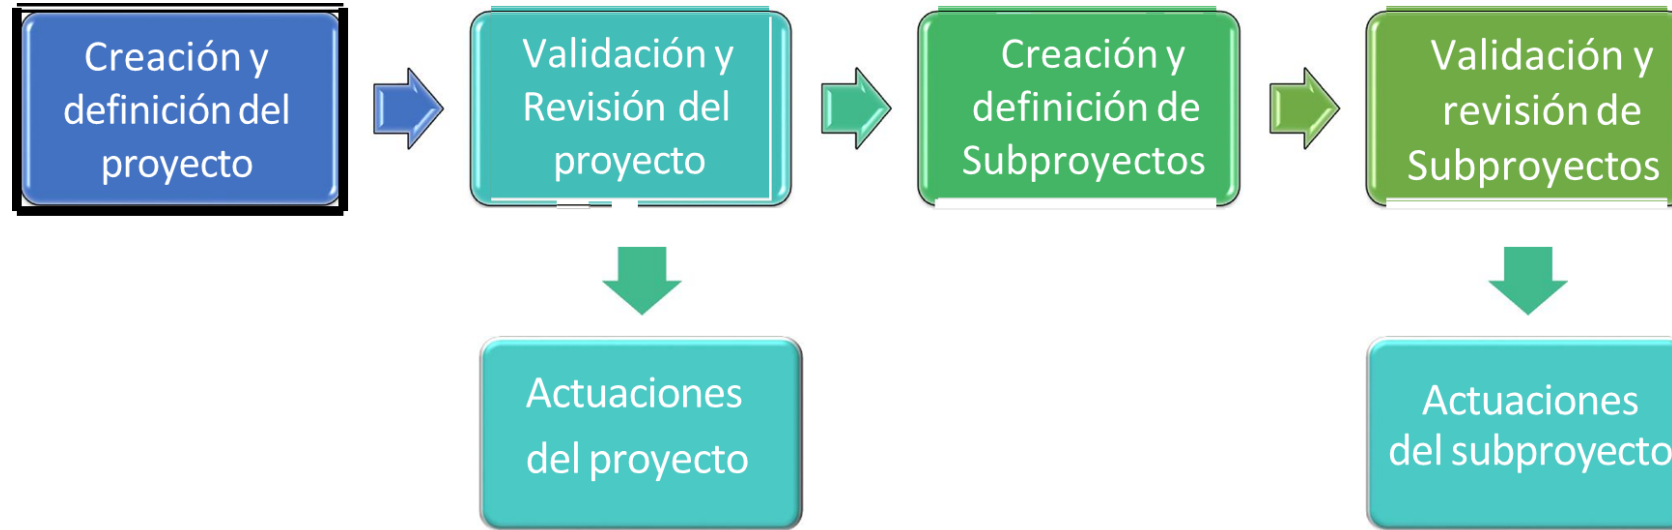 Creación y
definición del
proyecto
Validación y
Revisión del
proyecto
Creación y
definición de
Subproyectos
Validación y
revisión de
Subproyectos
Actuaciones
del proyecto
Actuaciones
del subproyecto